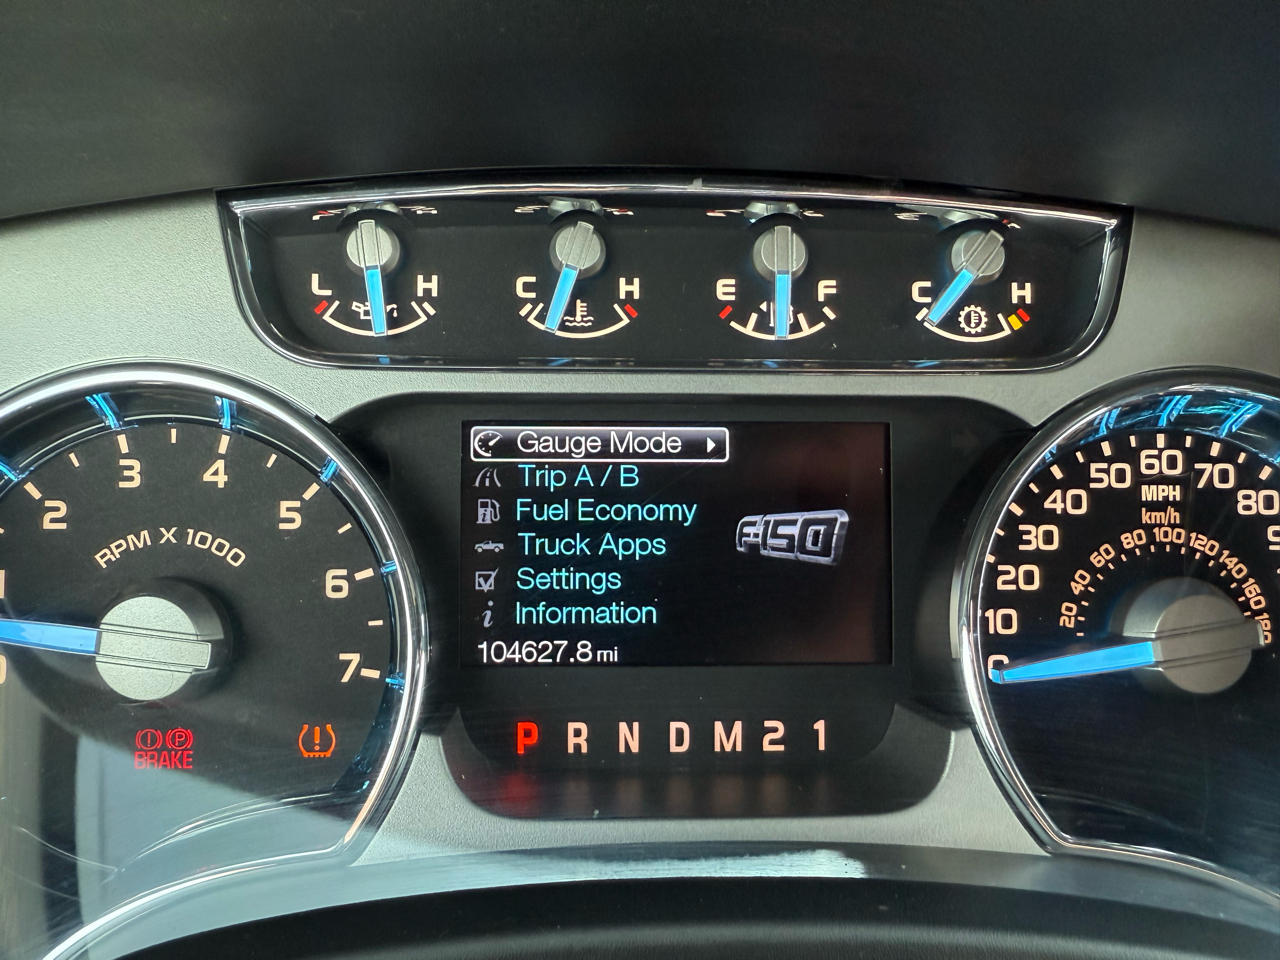 L H
C H
E F
C H
Gauge Mode
Trip A / B
Fuel Economy
Truck Apps
Settings
Information
104627.8 mi
F-150
P R N D M 2 1
2 3 4 5 6 7
RPM X 1000
BRAKE
10 20 30 40 50 60 70 80
MPH
km/h
20 40 60 80 100 120 140 160 180